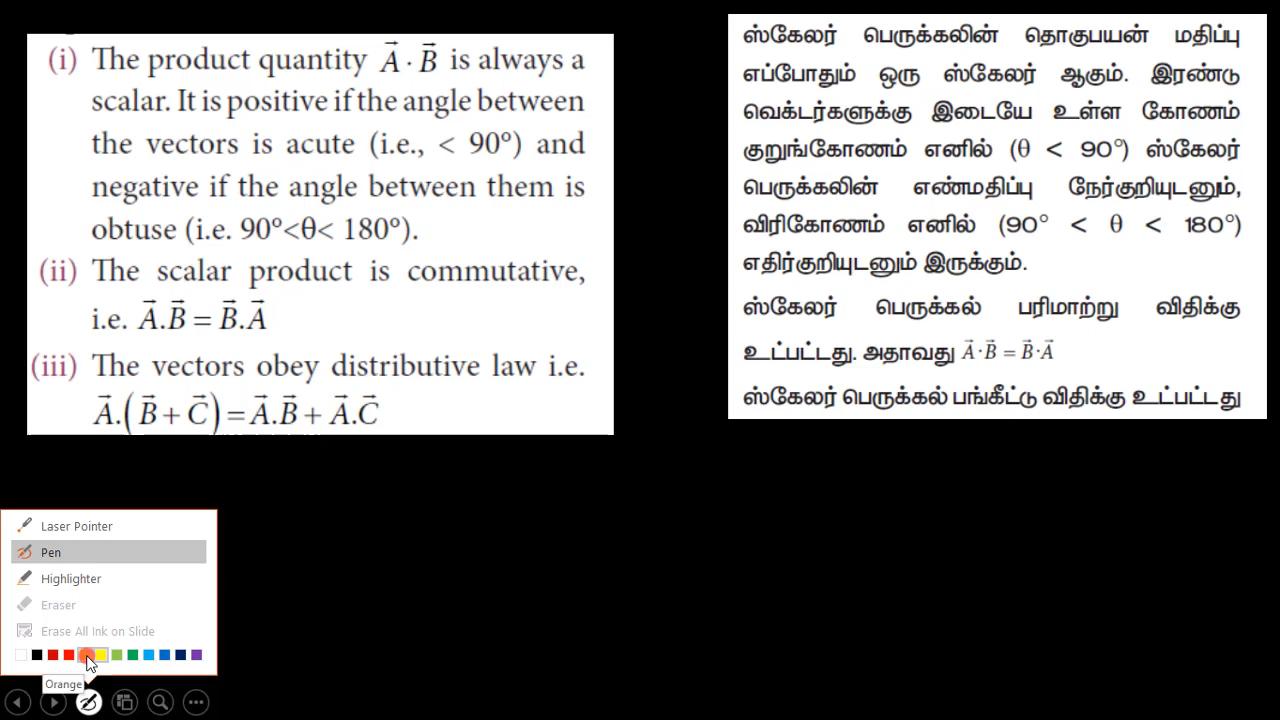 (i) The product quantity A⃗ · B⃗ is always a
scalar. It is positive if the angle between
the vectors is acute (i.e., < 90°) and
negative if the angle between them is
obtuse (i.e. 90°<θ< 180°).
(ii) The scalar product is commutative,
i.e. A⃗.B⃗ = B⃗.A⃗
(iii) The vectors obey distributive law i.e.
A⃗.(B⃗ + C⃗) = A⃗.B⃗ + A⃗.C⃗
ஸ்கேலர் பெருக்கலின் தொகுபயன் மதிப்பு
எப்போதும் ஒரு ஸ்கேலர் ஆகும். இரண்டு
வெக்டர்களுக்கு இடையே உள்ள கோணம்
குறுங்கோணம் எனில் (θ < 90°) ஸ்கேலர்
பெருக்கலின் எண்மதிப்பு நேர்குறியுடனும்,
விரிகோணம் எனில் (90° < θ < 180°)
எதிர்குறியுடனும் இருக்கும்.
ஸ்கேலர் பெருக்கல் பரிமாற்று விதிக்கு
உட்பட்டது. அதாவது A⃗ · B⃗ = B⃗ · A⃗
ஸ்கேலர் பெருக்கல் பங்கீட்டு விதிக்கு உட்பட்டது
Laser Pointer
Pen
Highlighter
Eraser
Erase All Ink on Slide
Orange